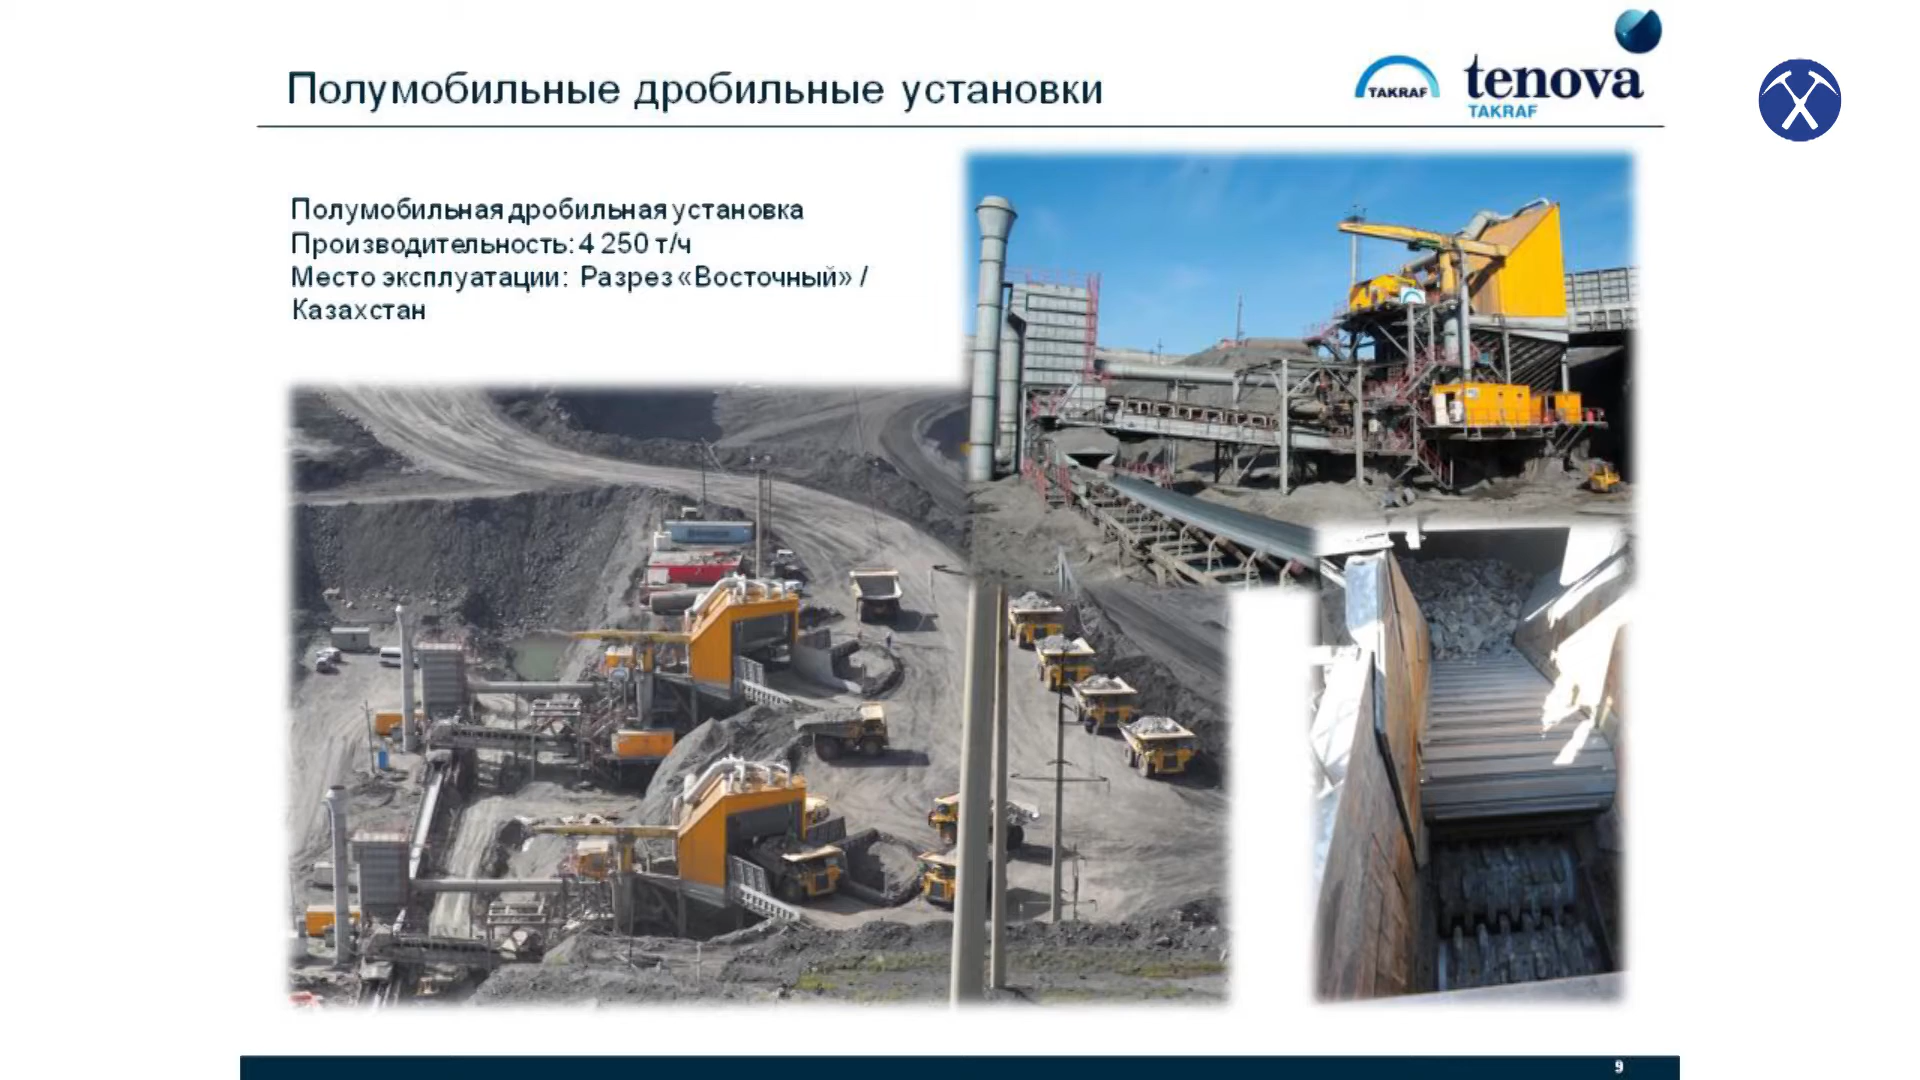 Полумобильные дробильные установки
TAKRAF
tenova
TAKRAF
Полумобильная дробильная установка
Производительность: 4 250 т/ч
Место эксплуатации: Разрез «Восточный» /
Казахстан
9